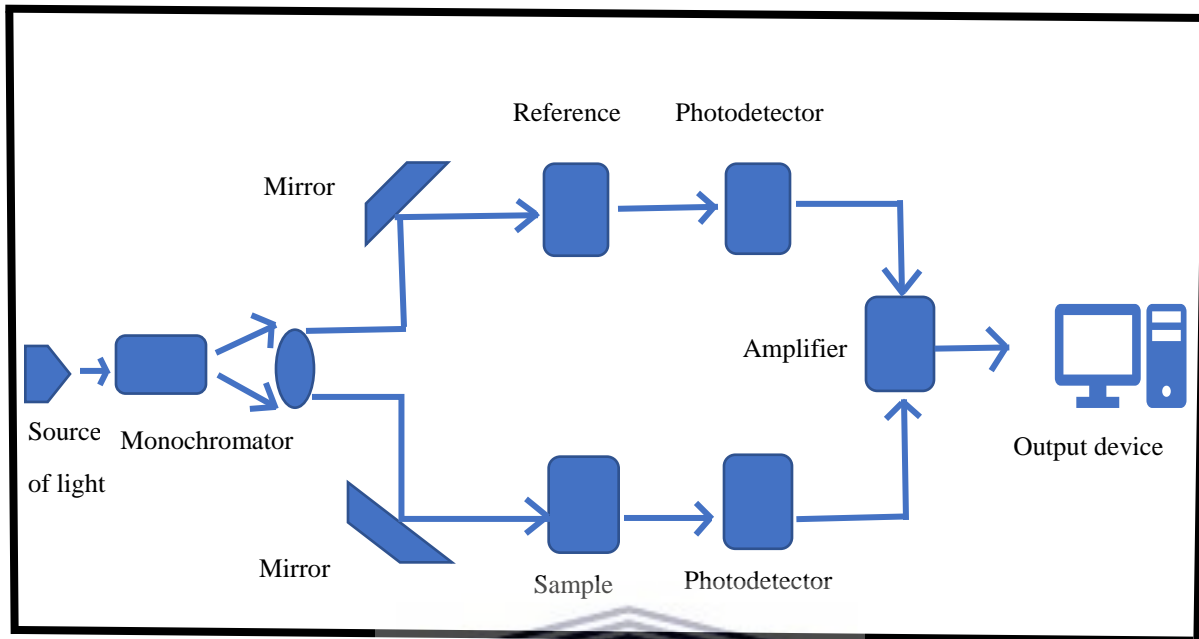 Reference
Photodetector
Mirror
Amplifier
Source
of light
Monochromator
Output device
Mirror
Sample
Photodetector